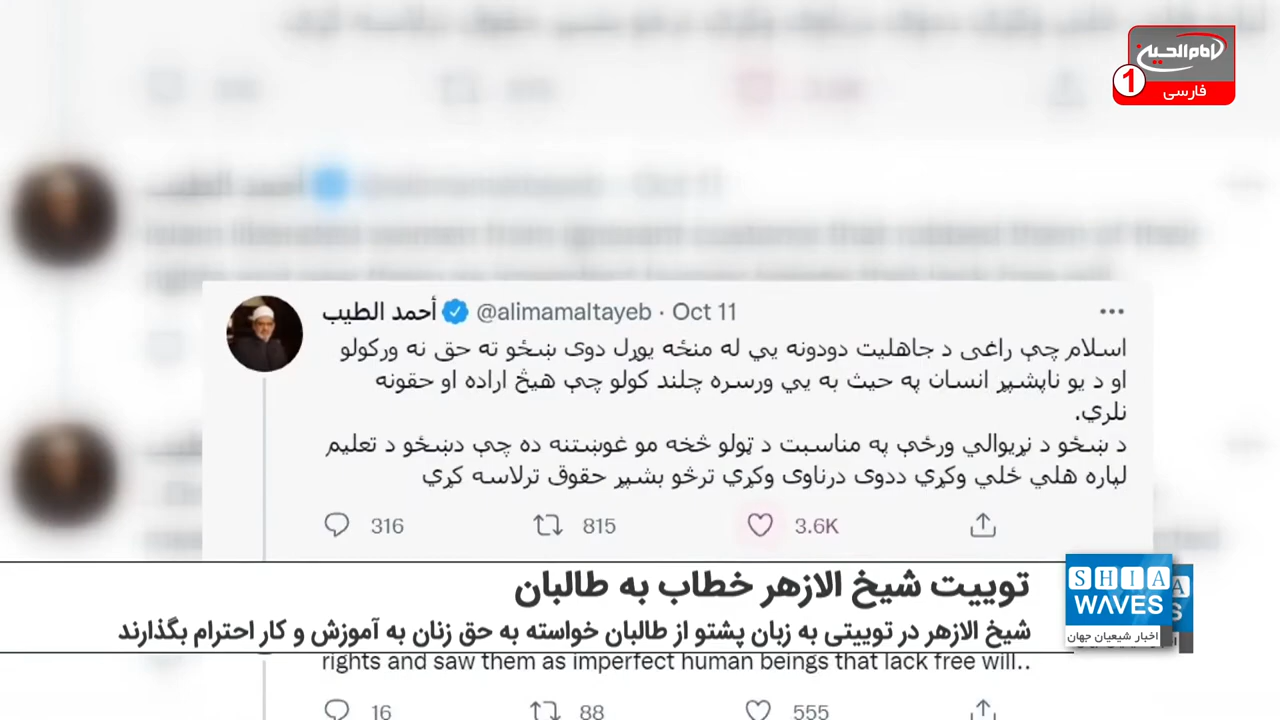 امام الحسین
1
فارسی
أحمد الطيب @alimamaltayeb · Oct 11
اسلام چې راغی د جاهلیت دودونه یي له منځه یوړل دوی ښځو ته حق نه ورکولو
او د یو ناپشپړ انسان په حیث به یي ورسره چلند کولو چې هیڅ اراده او حقونه
نلري.
د ښځو د نړیوالي ورځې په مناسبت د ټولو څخه مو غوښتنه ده چې دښځو د تعلیم
لپاره هلي ځلي وکړي ددوی درناوی وکړي ترڅو بشپړ حقوق ترلاسه کړي
316 815 3.6K
توییت شیخ الازهر خطاب به طالبان
شیخ الازهر در توییتی به زبان پشتو از طالبان خواسته به حق زنان به آموزش و کار احترام بگذارند
SHIA
WAVES
اخبار شیعیان جهان
rights and saw them as imperfect human beings that lack free will..
16 88 555